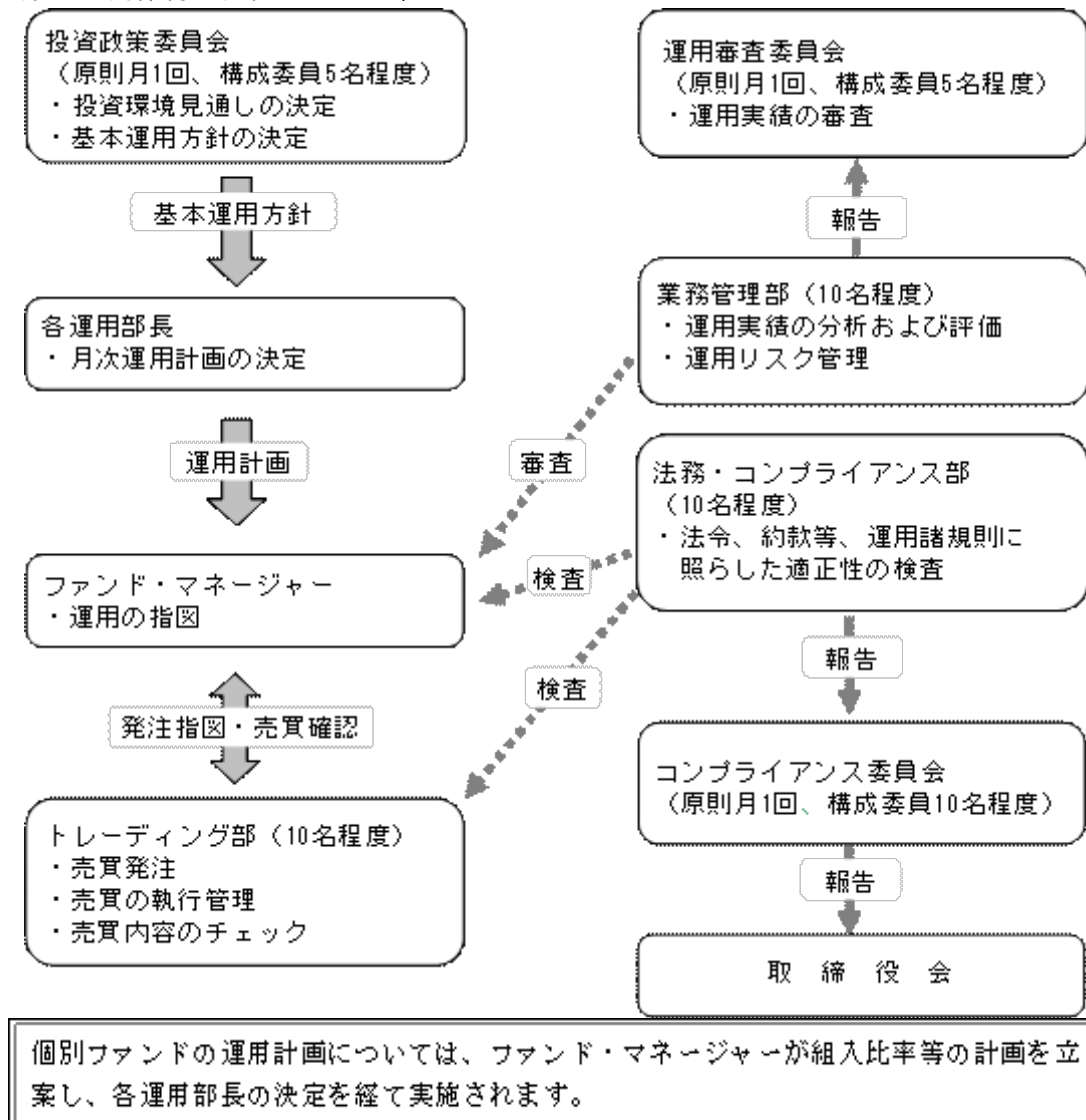 投資政策委員会
（原則月1回、構成委員5名程度）
・投資環境見通しの決定
・基本運用方針の決定
基本運用方針
各運用部長
・月次運用計画の決定
運用計画
ファンド・マネージャー
・運用の指図
発注指図・売買確認
トレーディング部（10名程度）
・売買発注
・売買の執行管理
・売買内容のチェック
運用審査委員会
（原則月1回、構成委員5名程度）
・運用実績の審査
報告
業務管理部（10名程度）
・運用実績の分析および評価
・運用リスク管理
審査
法務・コンプライアンス部
（10名程度）
・法令、約款等、運用諸規則に
照らした適正性の検査
検査
検査
報告
コンプライアンス委員会
（原則月1回、構成委員10名程度）
報告
取締役会
個別ファンドの運用計画については、ファンド・マネージャーが組入比率等の計画を立
案し、各運用部長の決定を経て実施されます。